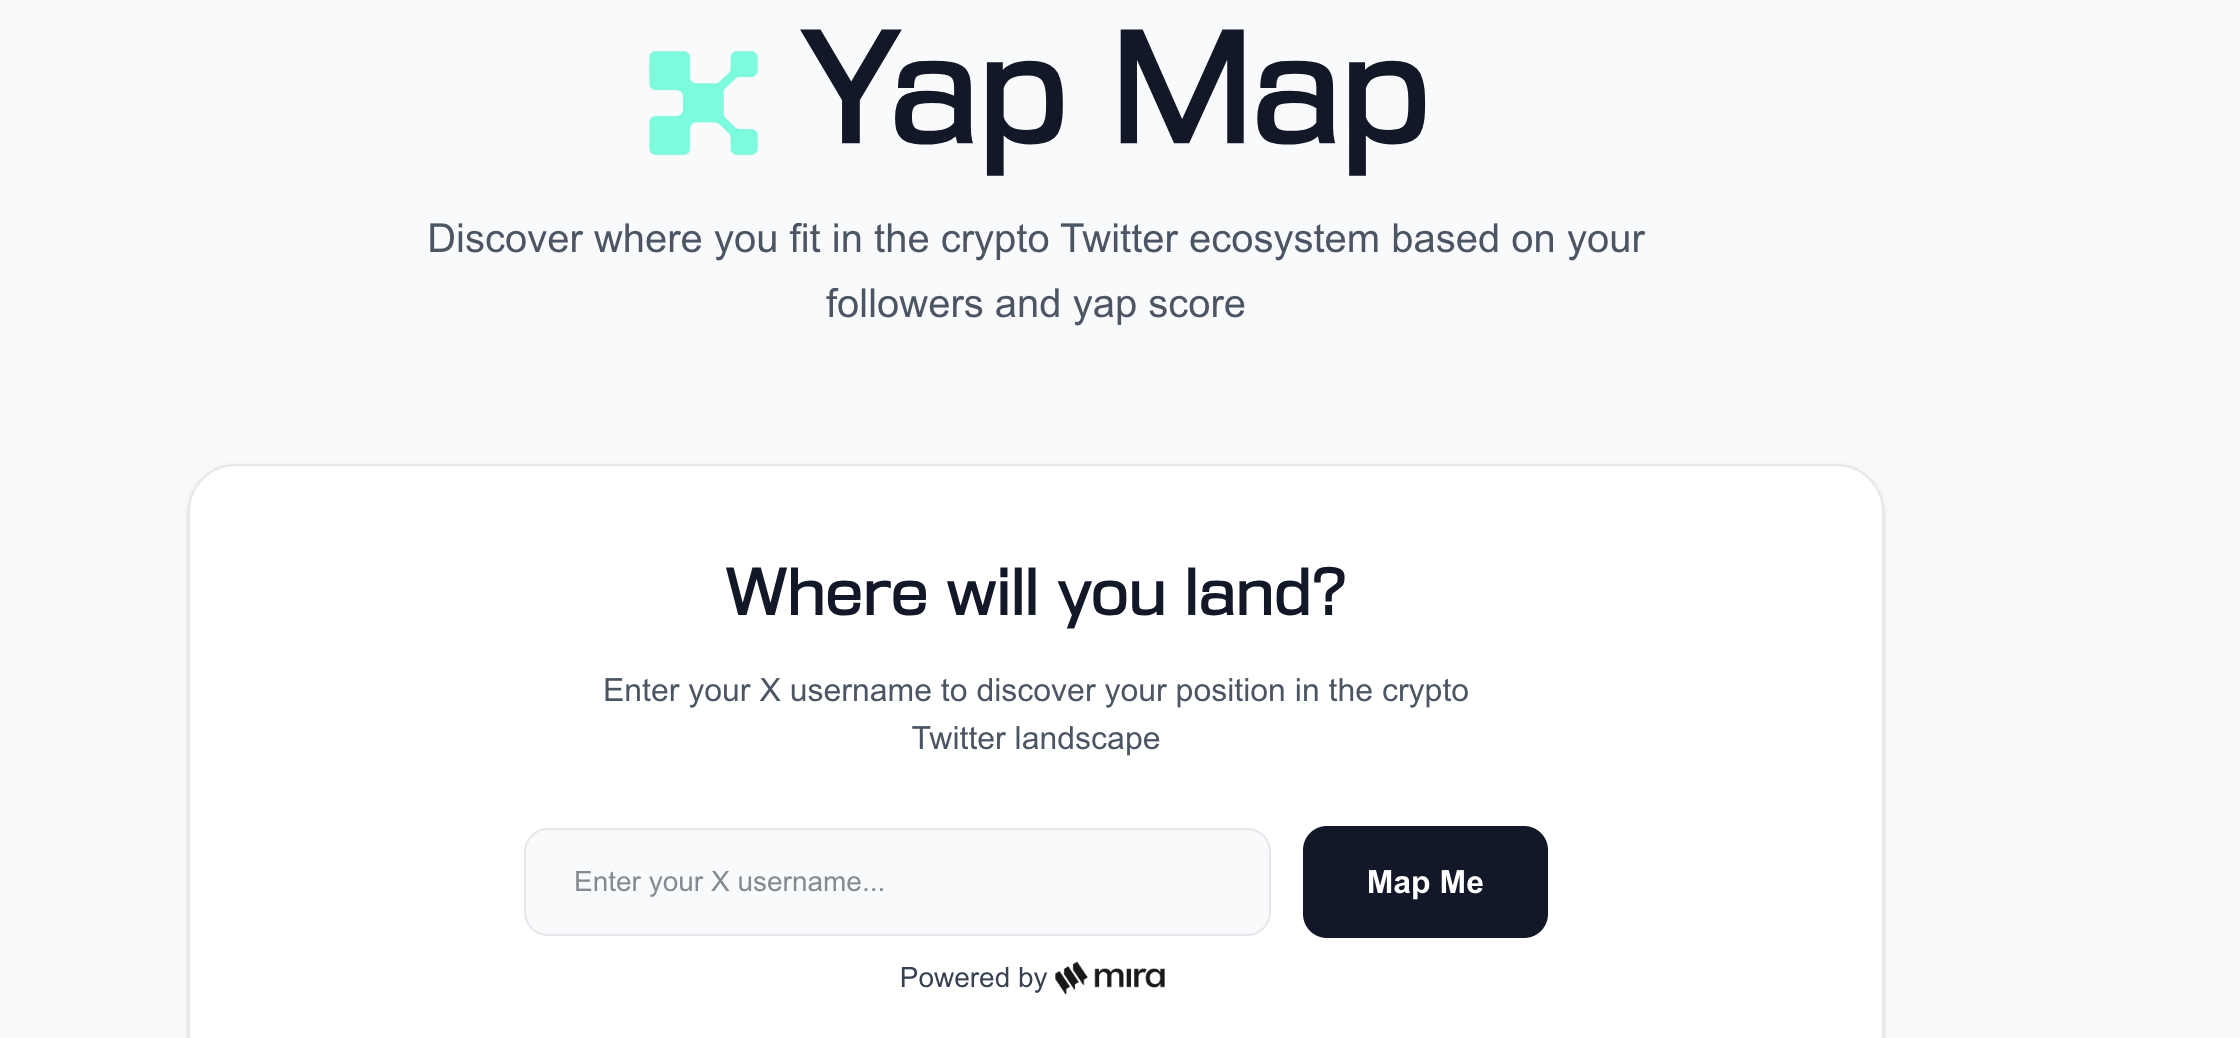 Yap Map
Discover where you fit in the crypto Twitter ecosystem based on your
followers and yap score
Where will you land?
Enter your X username to discover your position in the crypto
Twitter landscape
Enter your X username...
Map Me
Powered by mira